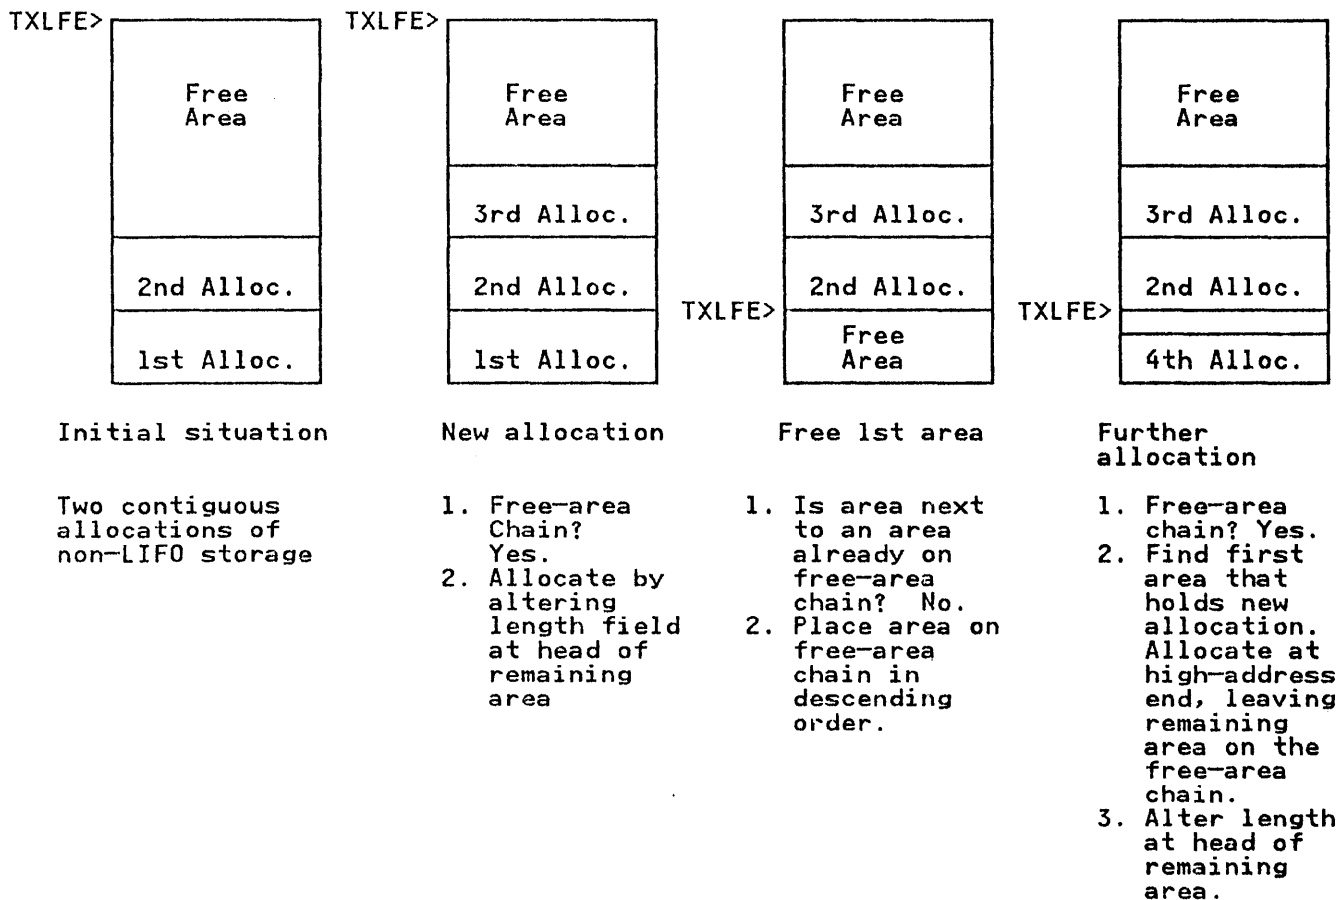 TXLFE>
Free
Area
2nd Alloc.
1st Alloc.
Initial situation
Two contiguous
allocations of
non-LIFO storage
TXLFE>
Free
Area
3rd Alloc.
2nd Alloc.
1st Alloc.
New allocation
1. Free-area
Chain?
Yes.
2. Allocate by
altering
length field
at head of
remaining
area
TXLFE>
Free
Area
3rd Alloc.
2nd Alloc.
Free
Area
Free 1st area
1. Is area next
to an area
already on
free-area
chain? No.
2. Place area on
free-area
chain in
descending
order.
TXLFE>
Free
Area
3rd Alloc.
2nd Alloc.
4th Alloc.
Further
allocation
1. Free-area
chain? Yes.
2. Find first
area that
holds new
allocation.
Allocate at
high-address
end, leaving
remaining
area on the
free-area
chain.
3. Alter length
at head of
remaining
area.